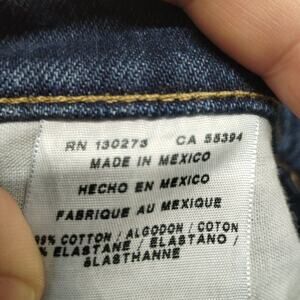 RN 130273 CA 55394
MADE IN MEXICO
HECHO EN MEXICO
FABRIQUE AU MEXIQUE
COTTON / ALGODON / COTON
ELASTANE / ELASTANO /
ELASTHANNE